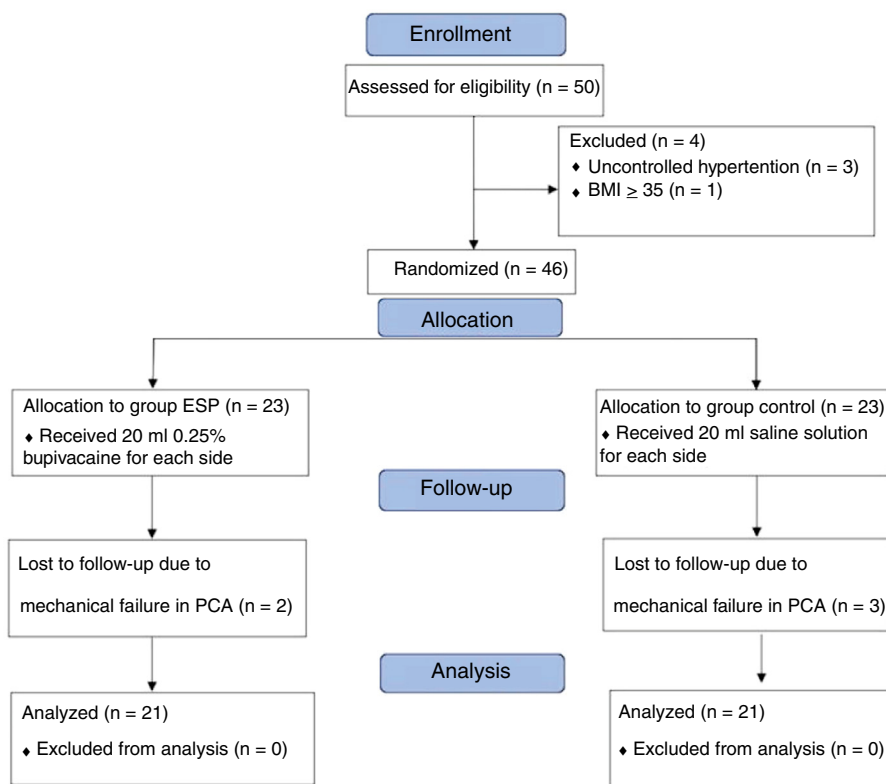 Enrollment
Assessed for eligibility (n = 50)
Excluded (n = 4)
♦ Uncontrolled hypertention (n = 3)
♦ BMI ≥ 35 (n = 1)
Randomized (n = 46)
Allocation
Allocation to group ESP (n = 23)
♦ Received 20 ml 0.25%
bupivacaine for each side
Allocation to group control (n = 23)
♦ Received 20 ml saline solution
for each side
Follow-up
Lost to follow-up due to
mechanical failure in PCA (n = 2)
Lost to follow-up due to
mechanical failure in PCA (n = 3)
Analysis
Analyzed (n = 21)
♦ Excluded from analysis (n = 0)
Analyzed (n = 21)
♦ Excluded from analysis (n = 0)